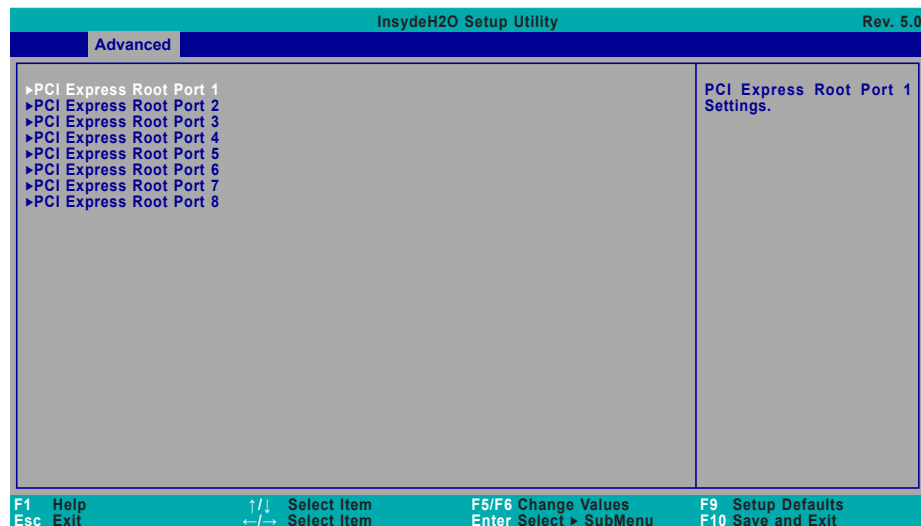 InsydeH2O Setup Utility Rev. 5.0
Advanced
▸PCI Express Root Port 1
▸PCI Express Root Port 2
▸PCI Express Root Port 3
▸PCI Express Root Port 4
▸PCI Express Root Port 5
▸PCI Express Root Port 6
▸PCI Express Root Port 7
▸PCI Express Root Port 8
PCI Express Root Port 1
Settings.
F1 Help ↑/↓ Select Item F5/F6 Change Values F9 Setup Defaults
Esc Exit ←/→ Select Item Enter Select ▸ SubMenu F10 Save and Exit